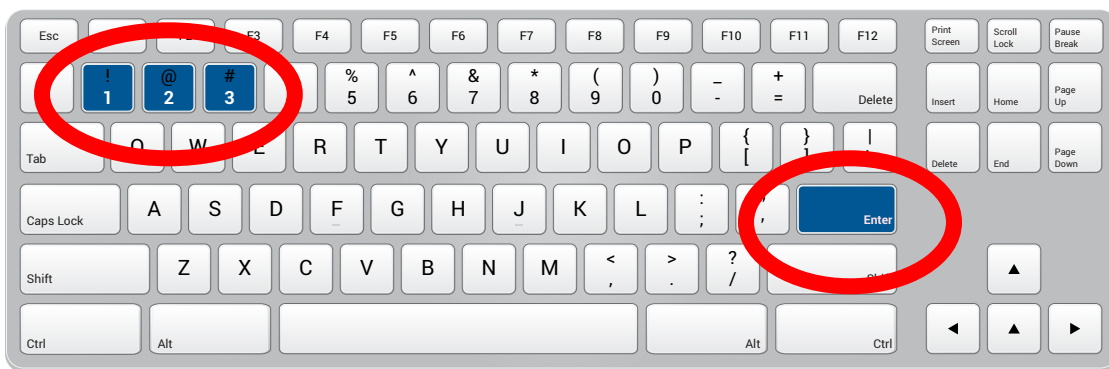 Esc F3 F4 F5 F6 F7 F8 F9 F10 F11 F12 Print Screen Scroll Lock Pause Break
! @ # % ^ & * ( ) _ +
1 2 3 5 6 7 8 9 0 - = Delete Insert Home Page Up
{ } |
Tab Q W E R T Y U I O P [ Delete End Page Down
Caps Lock A S D F G H J K L : ; , Enter
Shift Z X C V B N M < , > . ? /
Ctrl Alt Alt Ctrl